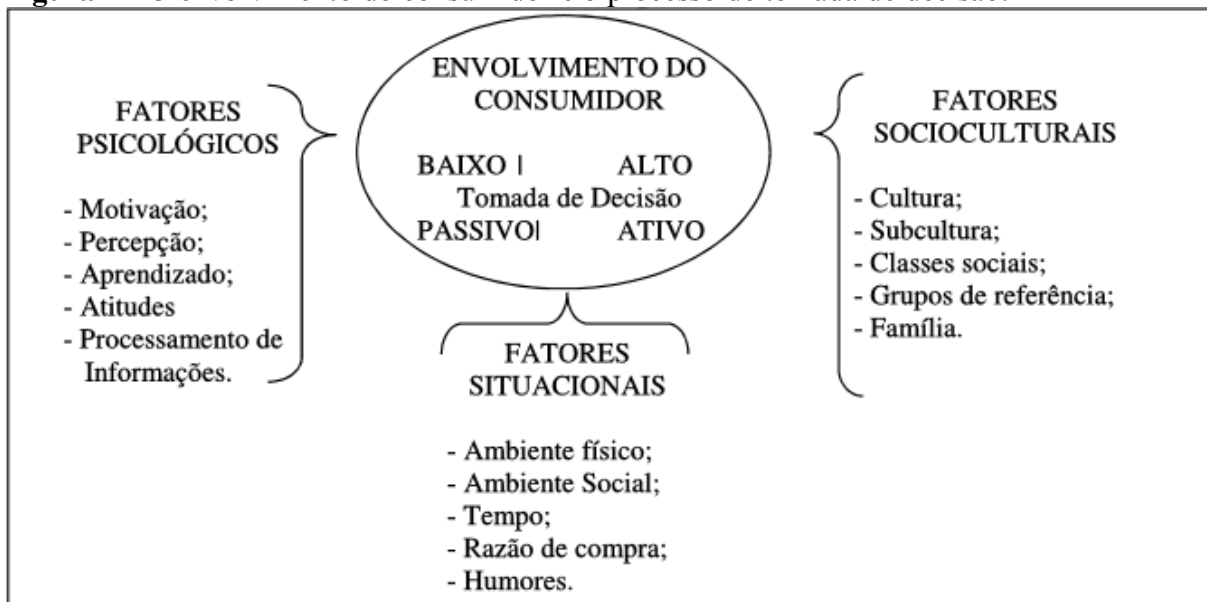 ENVOLVIMENTO DO
CONSUMIDOR
BAIXO | ALTO
Tomada de Decisão
PASSIVO| ATIVO
FATORES
PSICOLÓGICOS
- Motivação;
- Percepção;
- Aprendizado;
- Atitudes
- Processamento de
Informações.
FATORES
SITUACIONAIS
- Ambiente físico;
- Ambiente Social;
- Tempo;
- Razão de compra;
- Humores.
FATORES
SOCIOCULTURAIS
- Cultura;
- Subcultura;
- Classes sociais;
- Grupos de referência;
- Família.